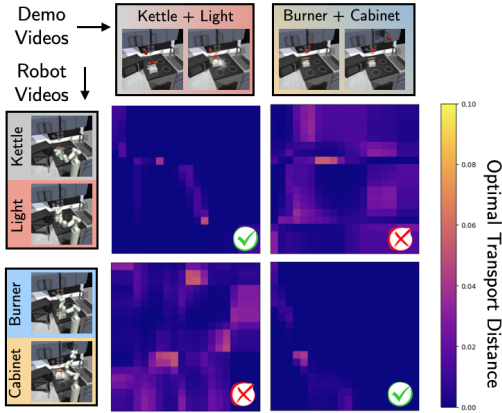 Demo
Videos
Kettle + Light
Burner + Cabinet
Robot
Videos
Kettle
Light
Burner
Cabinet
0.10
0.08
0.06
0.04
0.02
0.00
Optimal Transport Distance